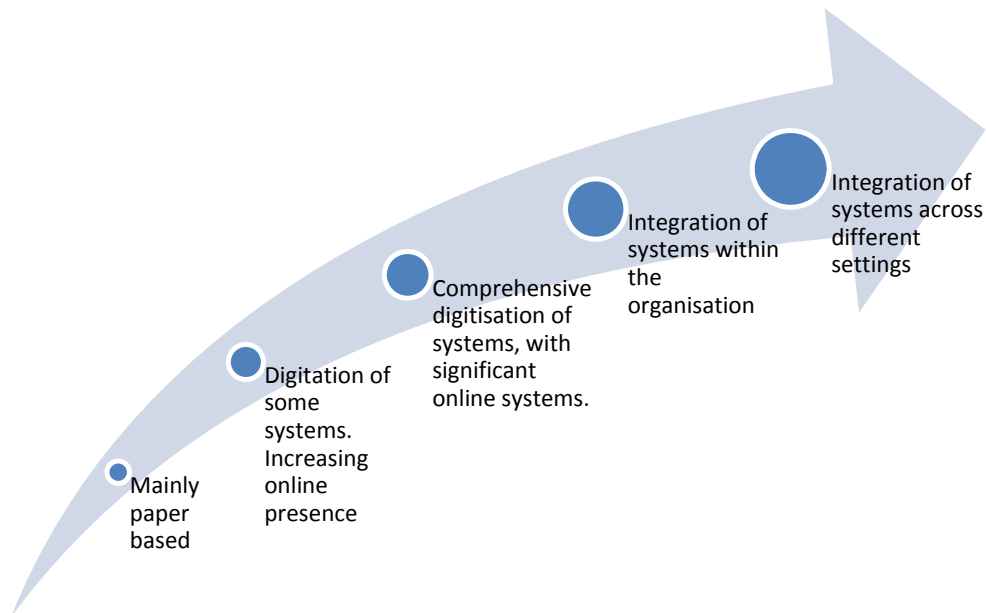 Mainly
paper
based
Digitation of
some
systems.
Increasing
online
presence
Comprehensive
digitisation of
systems, with
significant
online systems.
Integration of
systems within
the
organisation
Integration of
systems across
different
settings